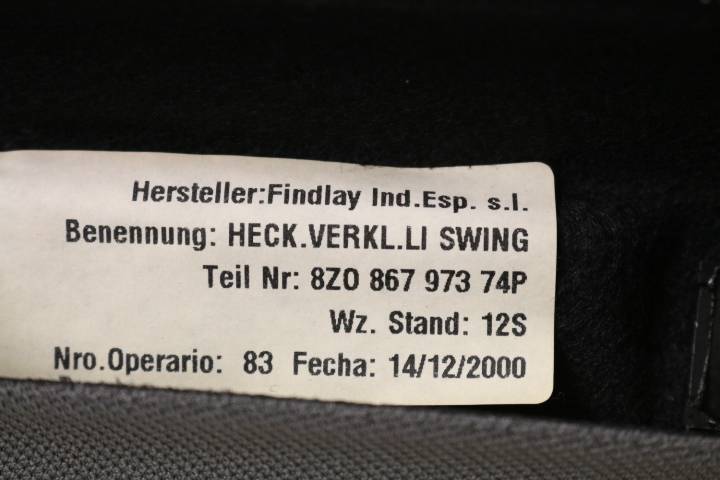 Hersteller:Findlay Ind.Esp. s.l.
Benennung: HECK.VERKL.LI SWING
Teil Nr: 8Z0 867 973 74P
Wz. Stand: 12S
Nro.Operario: 83 Fecha: 14/12/2000